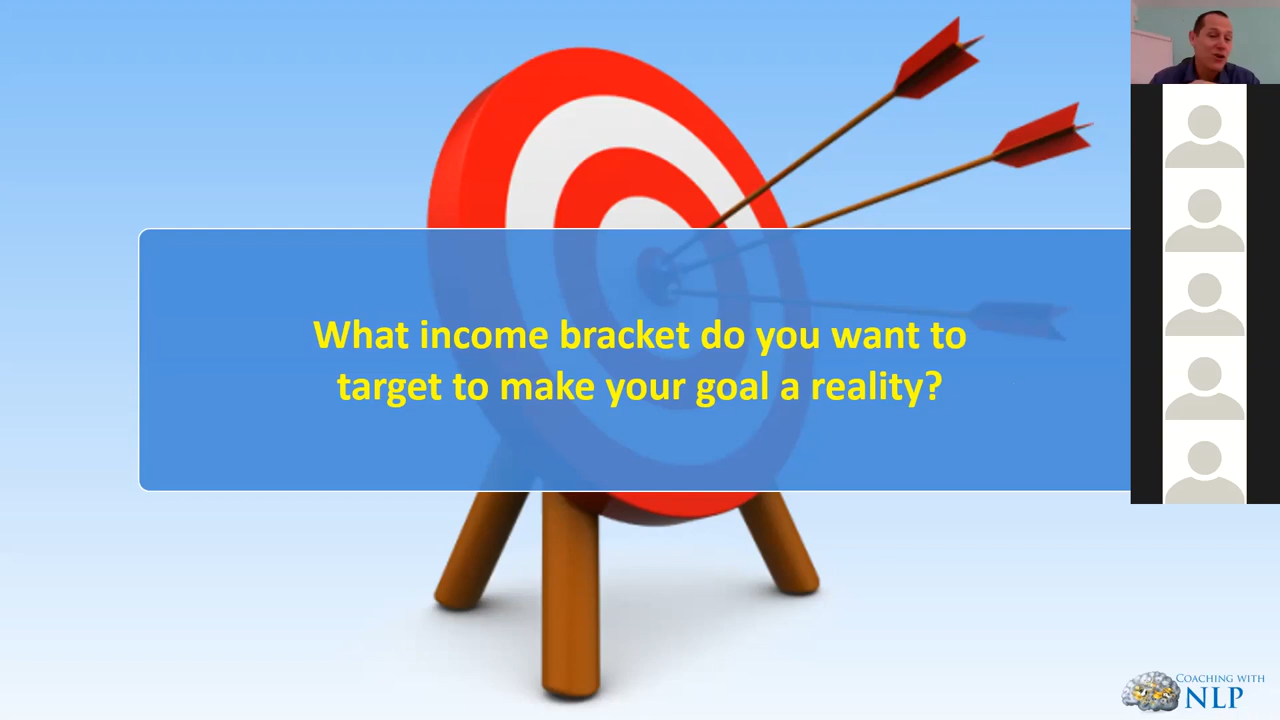 What income bracket do you want to
target to make your goal a reality?
COACHING WITH
NLP